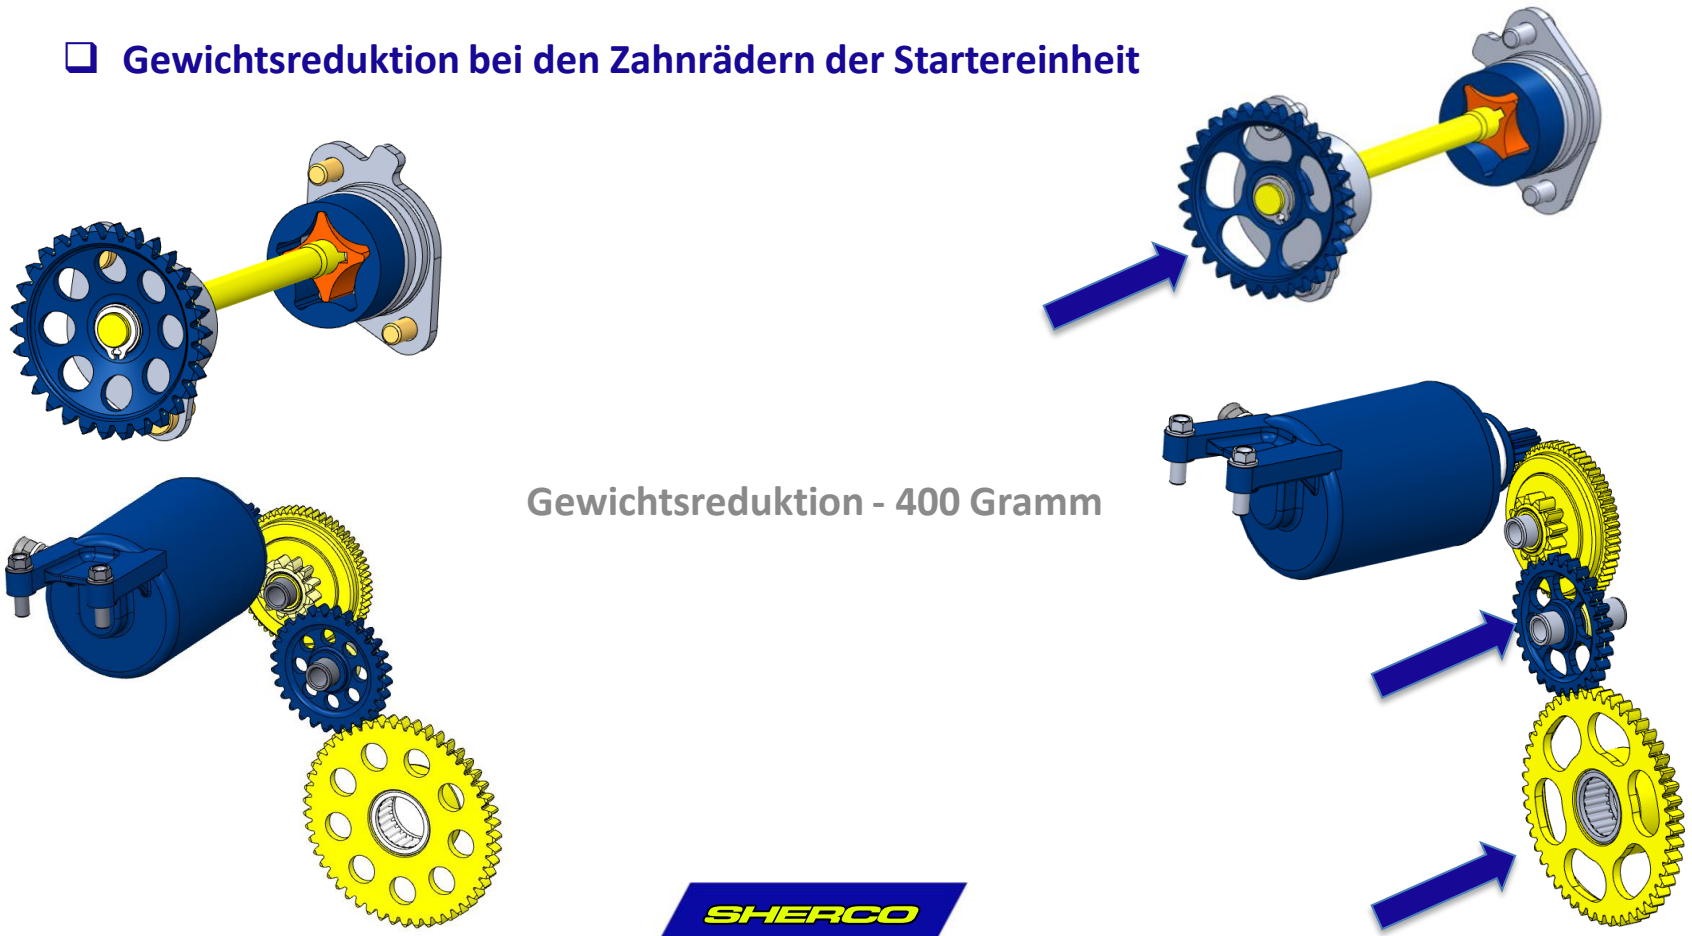 Gewichtsreduktion bei den Zahnrädern der Startereinheit
Gewichtsreduktion - 400 Gramm
SHERCO